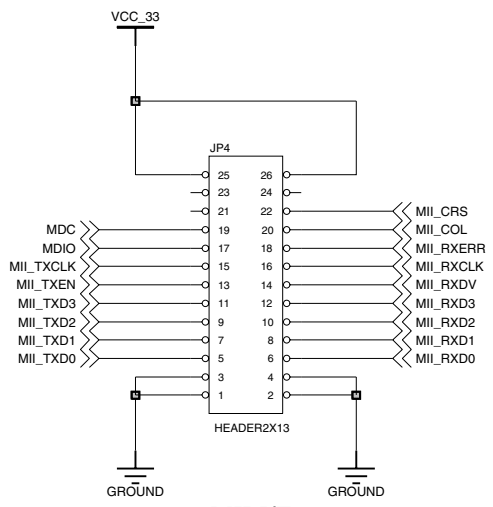 VCC_33
JP4
25 26
23 24
21 22 MII_CRS
MDC 19 20 MII_COL
MDIO 17 18 MII_RXERR
MII_TXCLK 15 16 MII_RXCLK
MII_TXEN 13 14 MII_RXDV
MII_TXD3 11 12 MII_RXD3
MII_TXD2 9 10 MII_RXD2
MII_TXD1 7 8 MII_RXD1
MII_TXD0 5 6 MII_RXD0
3 4
1 2
HEADER2X13
GROUND GROUND